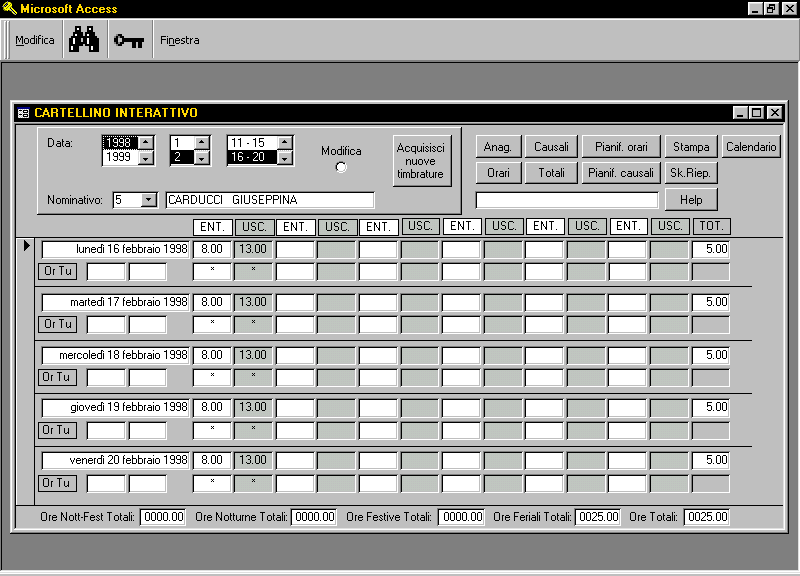 Microsoft Access
Modifica Finestra
CARTELLINO INTERATTIVO
Data: 1998 1999 1 2 11 - 15 16 - 20 Modifica Acquisisci nuove timbrature
Anag. Causali Pianif. orari Stampa Calendario
Orari Totali Pianif. causali Sk.Riep.
Nominativo: 5 CARDUCCI GIUSEPPINA Help
ENT. USC. ENT. USC. ENT. USC. ENT. USC. ENT. USC. ENT. USC. TOT.
lunedì 16 febbraio 1998 8.00 13.00 5.00
Or Tu * *
martedì 17 febbraio 1998 8.00 13.00 5.00
Or Tu * *
mercoledì 18 febbraio 1998 8.00 13.00 5.00
Or Tu * *
giovedì 19 febbraio 1998 8.00 13.00 5.00
Or Tu * *
venerdì 20 febbraio 1998 8.00 13.00 5.00
Or Tu * *
Ore Nott-Fest Totali: 0000.00 Ore Notturne Totali: 0000.00 Ore Festive Totali: 0000.00 Ore Feriali Totali: 0025.00 Ore Totali: 0025.00